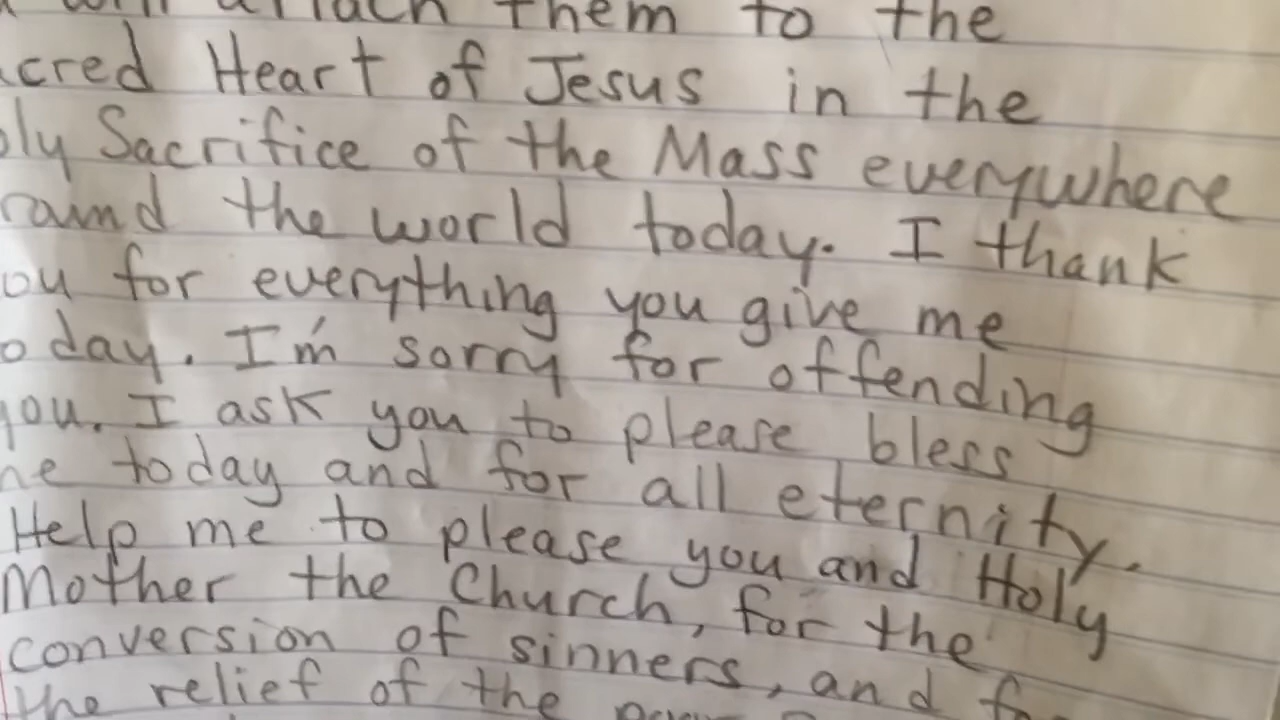 will attach them to the
cred Heart of Jesus in the
oly Sacrifice of the Mass everywhere
round the world today. I thank
ou for everything you give me
oday. I'm sorry for offending
you. I ask you to please bless
me today and for all eternity.
Help me to please you and Holy
Mother the Church, for the
conversion of sinners, and
the relief of the